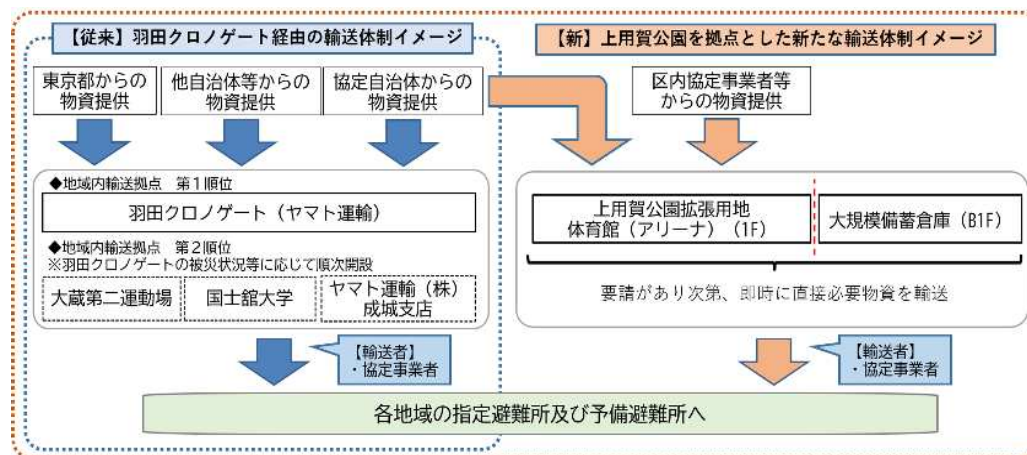 【従来】羽田クロノゲート経由の輸送体制イメージ
東京都からの
物資提供
他自治体等からの
物資提供
協定自治体からの
物資提供
◆地域内輸送拠点 第1順位
羽田クロノゲート（ヤマト運輸）
◆地域内輸送拠点 第2順位
※羽田クロノゲートの被災状況等に応じて順次開設
大蔵第二運動場
国士舘大学
ヤマト運輸（株）
成城支店
【輸送者】
・協定事業者
【新】上用賀公園を拠点とした新たな輸送体制イメージ
区内協定事業者等
からの物資提供
上用賀公園拡張用地
体育館（アリーナ）（1F）
大規模備蓄倉庫（B1F）
要請があり次第、即時に直接必要物資を輸送
【輸送者】
・協定事業者
各地域の指定避難所及び予備避難所へ